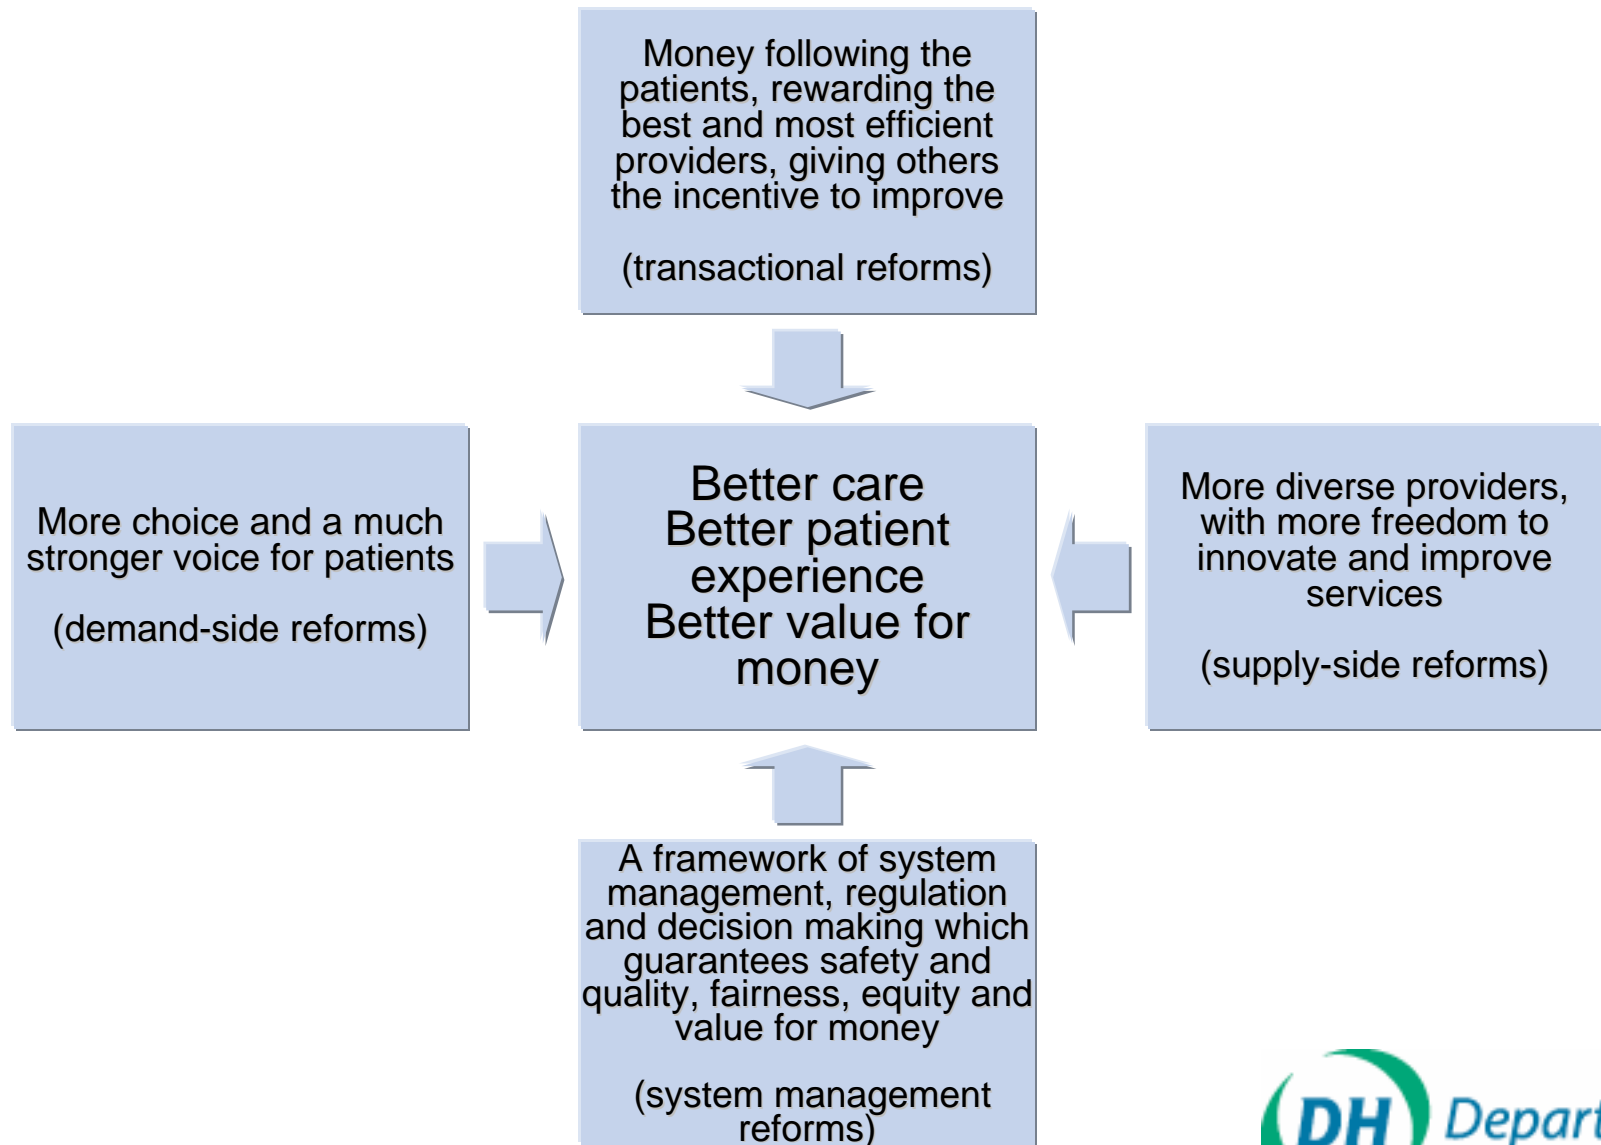 Money following the
patients, rewarding the
best and most efficient
providers, giving others
the incentive to improve
(transactional reforms)
More choice and a much
stronger voice for patients
(demand-side reforms)
Better care
Better patient
experience
Better value for
money
More diverse providers,
with more freedom to
innovate and improve
services
(supply-side reforms)
A framework of system
management, regulation
and decision making which
guarantees safety and
quality, fairness, equity and
value for money
(system management
reforms)
DH Depart